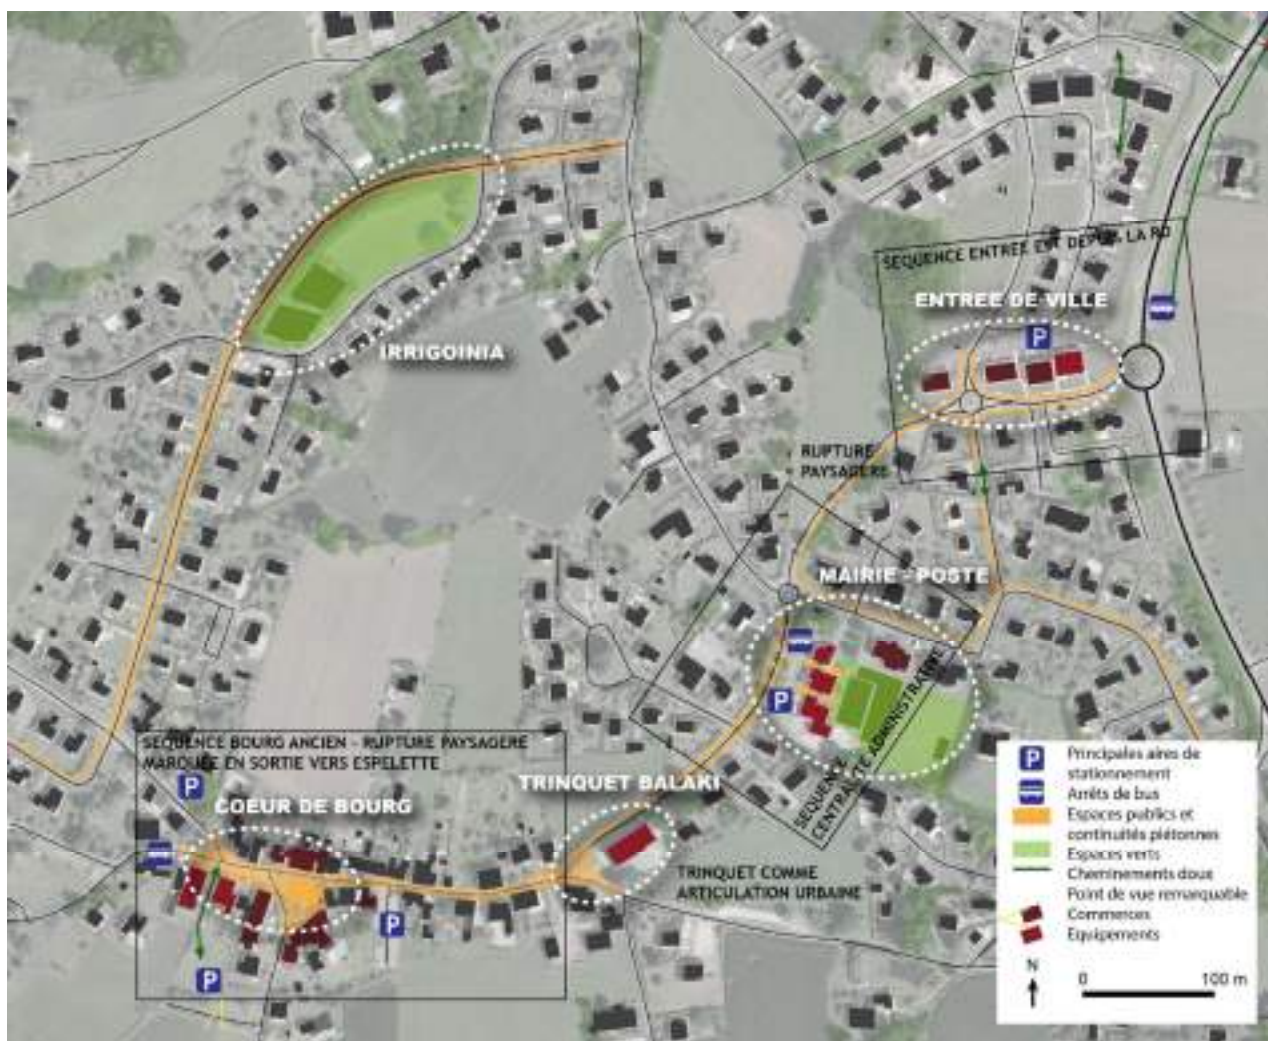 SEQUENCE ENTREE EST DEPUIS LA RD
ENTREE DE VILLE
P
IRRIGOINIA
RUPTURE
PAYSAGERE
MAIRIE - POSTE
P
SEQUENCE
CENTRALITE ADMINISTRATIVE
SEQUENCE BOURG ANCIEN - RUPTURE PAYSAGERE
MARQUEE EN SORTIE VERS ESPELETTE
P
COEUR DE BOURG
TRINQUET BALAKI
TRINQUET COMME
ARTICULATION URBAINE
P
P
P
Principales aires de
stationnement
Arrêts de bus
Espaces publics et
continuités piétonnes
Espaces verts
Cheminements doux
Point de vue remarquable
Commerces
Equipements
N
0 100 m